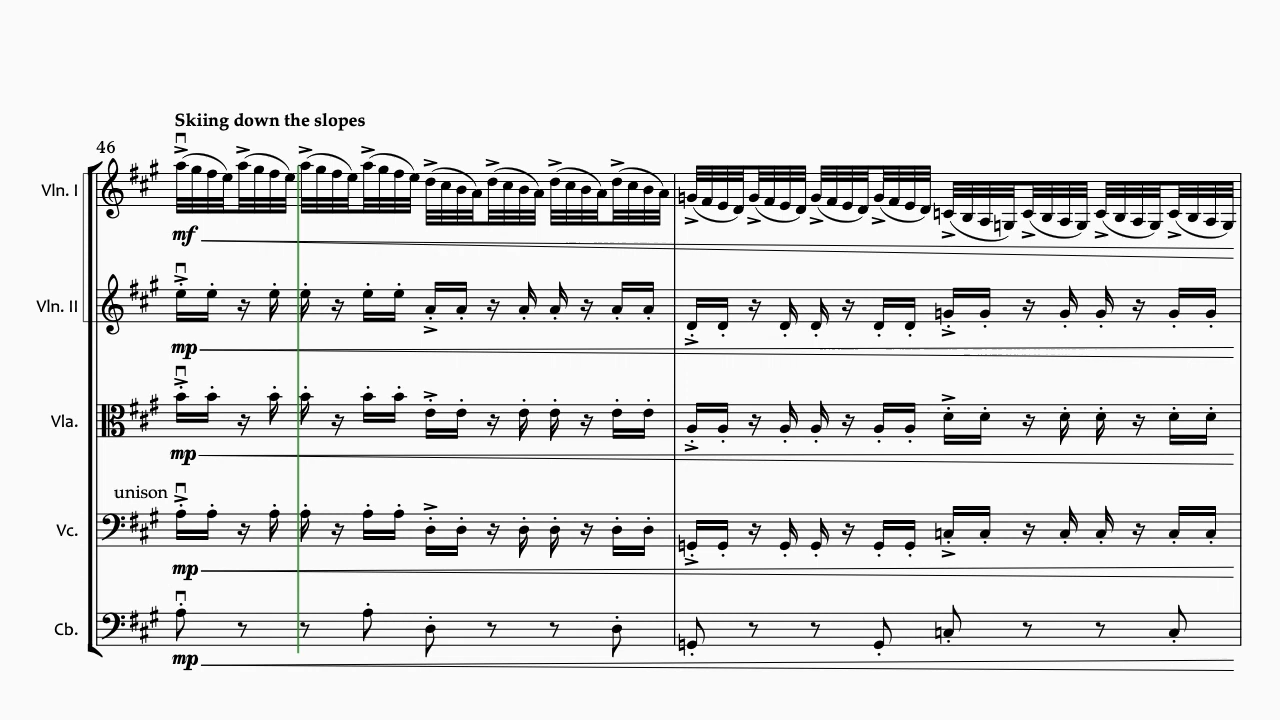 Skiing down the slopes
46
Vln. I
mf
Vln. II
mp
Vla.
mp
unison
Vc.
mp
Cb.
mp